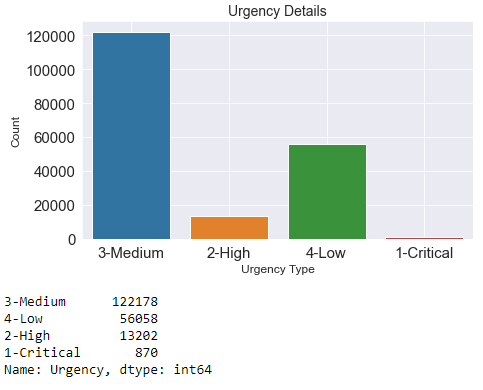 Urgency Details
120000
100000
80000
60000
40000
20000
0
Count
3-Medium 2-High 4-Low 1-Critical
Urgency Type
3-Medium 122178
4-Low 56058
2-High 13202
1-Critical 870
Name: Urgency, dtype: int64